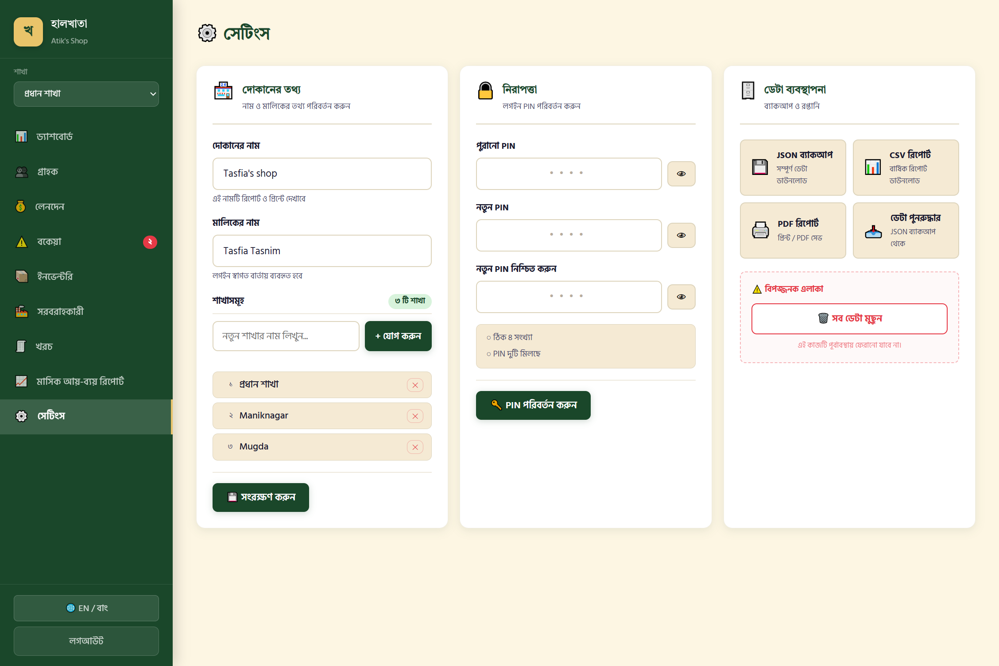 খ
হালখাতা
Atik's Shop
শাখা
প্রধান শাখা
ড্যাশবোর্ড
গ্রাহক
লেনদেন
বকেয়া
২
ইনভেন্টরি
সরবরাহকারী
খরচ
মাসিক আয়-ব্যয় রিপোর্ট
সেটিংস
EN / বাং
লগআউট
সেটিংস
দোকানের তথ্য
নাম ও মালিকের তথ্য পরিবর্তন করুন
দোকানের নাম
Tasfia's shop
এই নামটি রিপোর্ট ও প্রিন্টে দেখাবে
মালিকের নাম
Tasfia Tasnim
লগইন স্বাগত বার্তায় ব্যবহৃত হবে
শাখাসমূহ
৩ টি শাখা
নতুন শাখার নাম লিখুন...
+ যোগ করুন
১ প্রধান শাখা
২ Maniknagar
৩ Mugda
সংরক্ষণ করুন
নিরাপত্তা
লগইন PIN পরিবর্তন করুন
পুরানো PIN
নতুন PIN
নতুন PIN নিশ্চিত করুন
○ ঠিক ৪ সংখ্যা
○ PIN দুটি মিলছে
PIN পরিবর্তন করুন
ডেটা ব্যবস্থাপনা
ব্যাকআপ ও রপ্তানি
JSON ব্যাকআপ
সম্পূর্ণ ডেটা
ডাউনলোড
CSV রিপোর্ট
বার্ষিক রিপোর্ট
ডাউনলোড
PDF রিপোর্ট
প্রিন্ট / PDF সেভ
ডেটা পুনরুদ্ধার
JSON ব্যাকআপ
থেকে
বিপজ্জনক এলাকা
সব ডেটা মুছুন
এই কাজটি পূর্বাবস্থায় ফেরানো যাবে না।